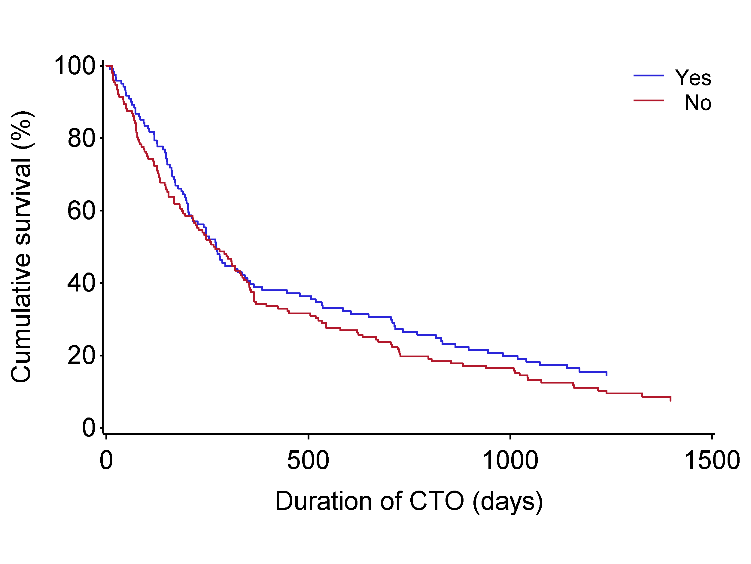 100
80
60
40
20
0
Cumulative survival (%)
Yes
No
0 500 1000 1500
Duration of CTO (days)